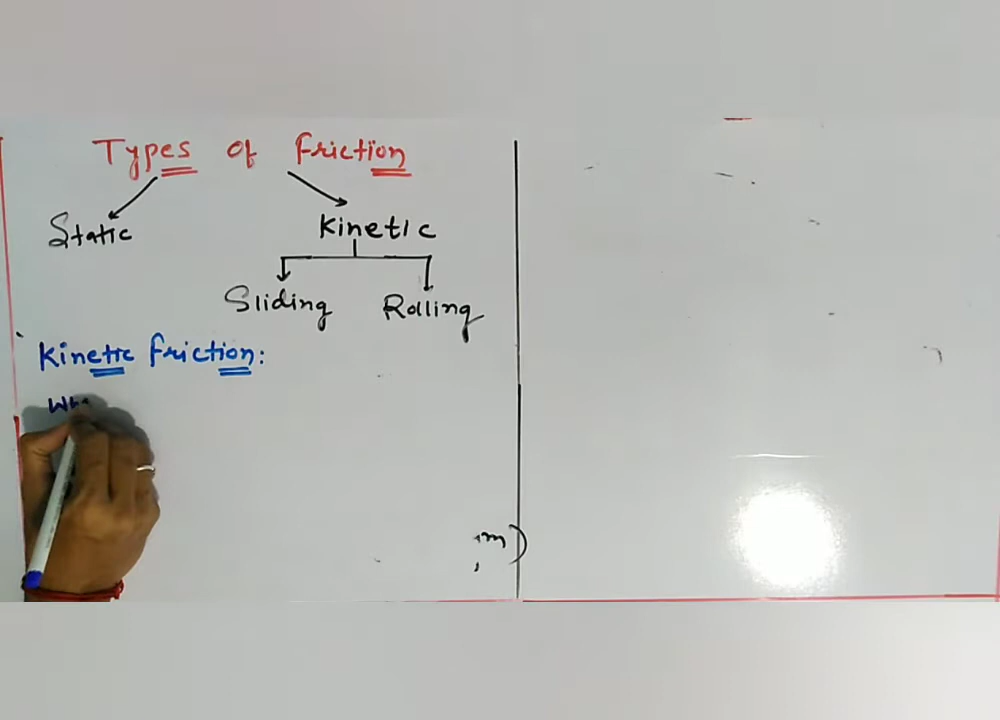 Types of friction
Static
Kinetic
Sliding Rolling
Kinetic friction: